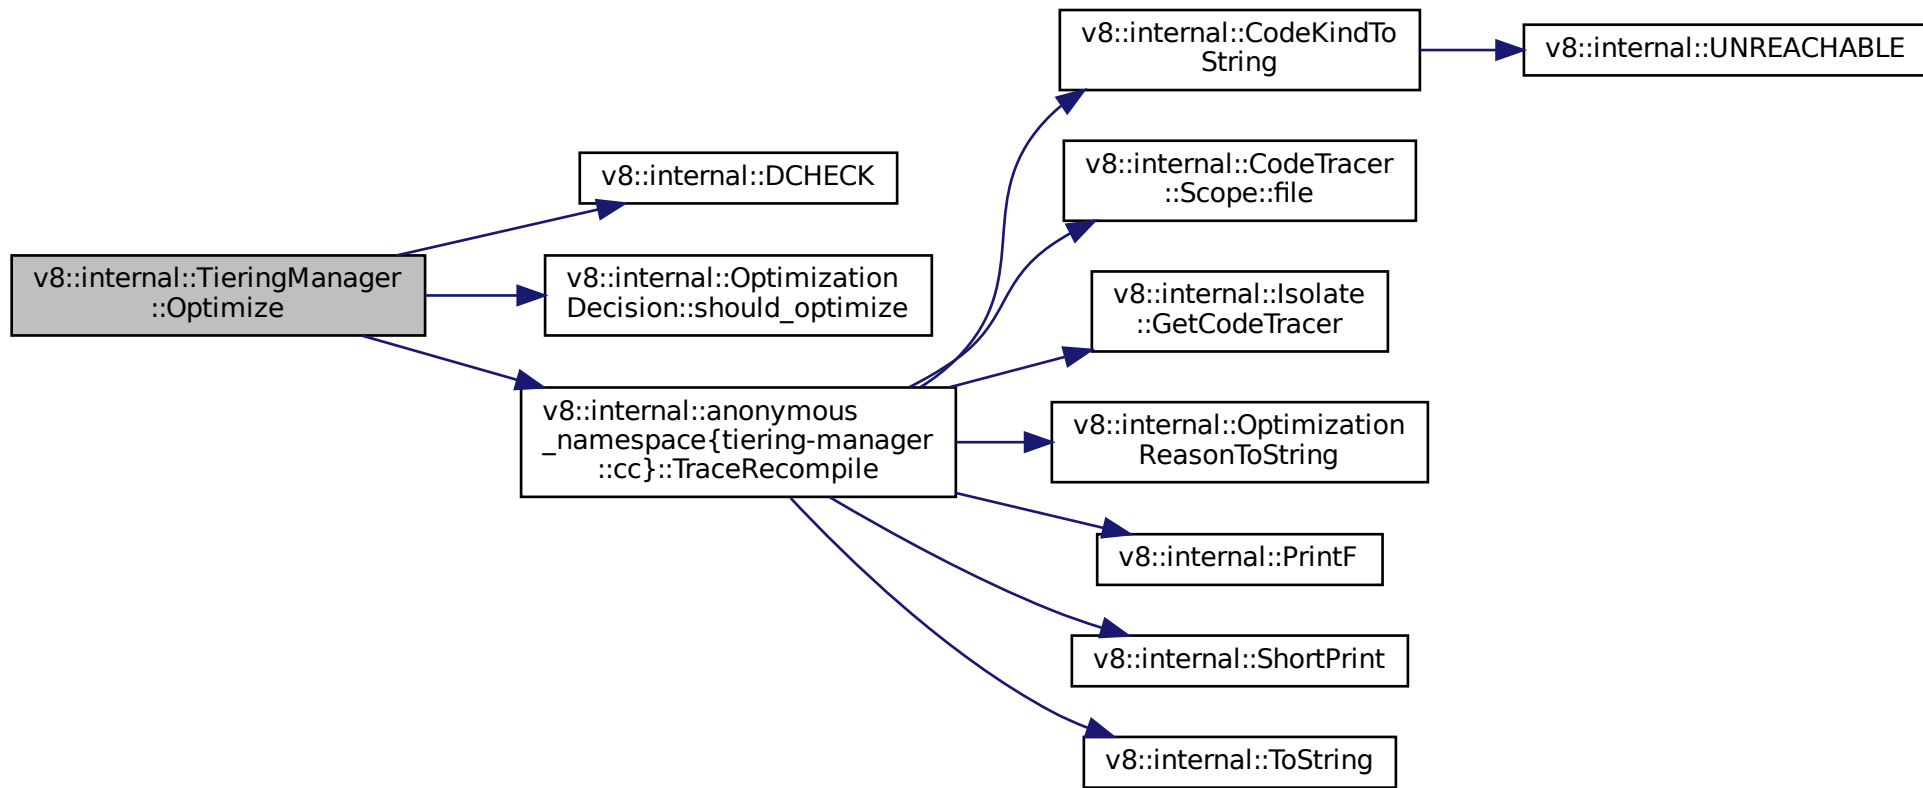 v8::internal::TieringManager
::Optimize
v8::internal::DCHECK
v8::internal::Optimization
Decision::should_optimize
v8::internal::anonymous
_namespace{tiering-manager
::cc}::TraceRecompile
v8::internal::CodeKindTo
String
v8::internal::UNREACHABLE
v8::internal::CodeTracer
::Scope::file
v8::internal::Isolate
::GetCodeTracer
v8::internal::Optimization
ReasonToString
v8::internal::PrintF
v8::internal::ShortPrint
v8::internal::ToString